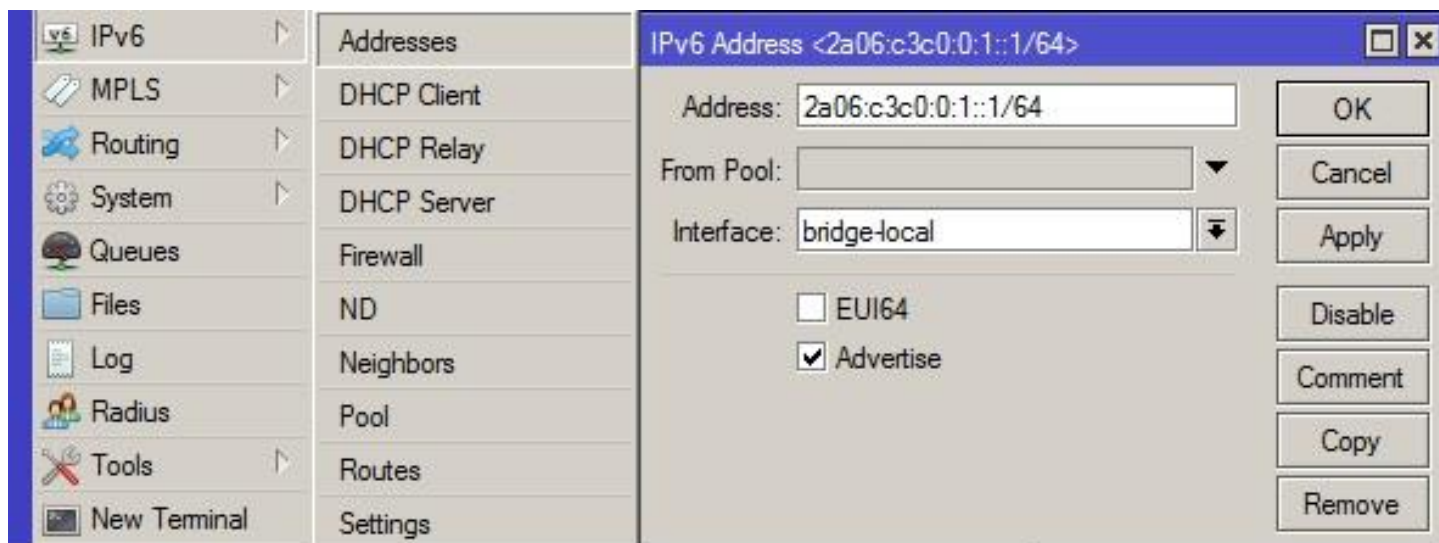 IPv6
MPLS
Routing
System
Queues
Files
Log
Radius
Tools
New Terminal
Addresses
DHCP Client
DHCP Relay
DHCP Server
Firewall
ND
Neighbors
Pool
Routes
Settings
IPv6 Address <2a06:c3c0:0:1::1/64>
Address: 2a06:c3c0:0:1::1/64
From Pool:
Interface: bridge-local
EUI64
Advertise
OK
Cancel
Apply
Disable
Comment
Copy
Remove